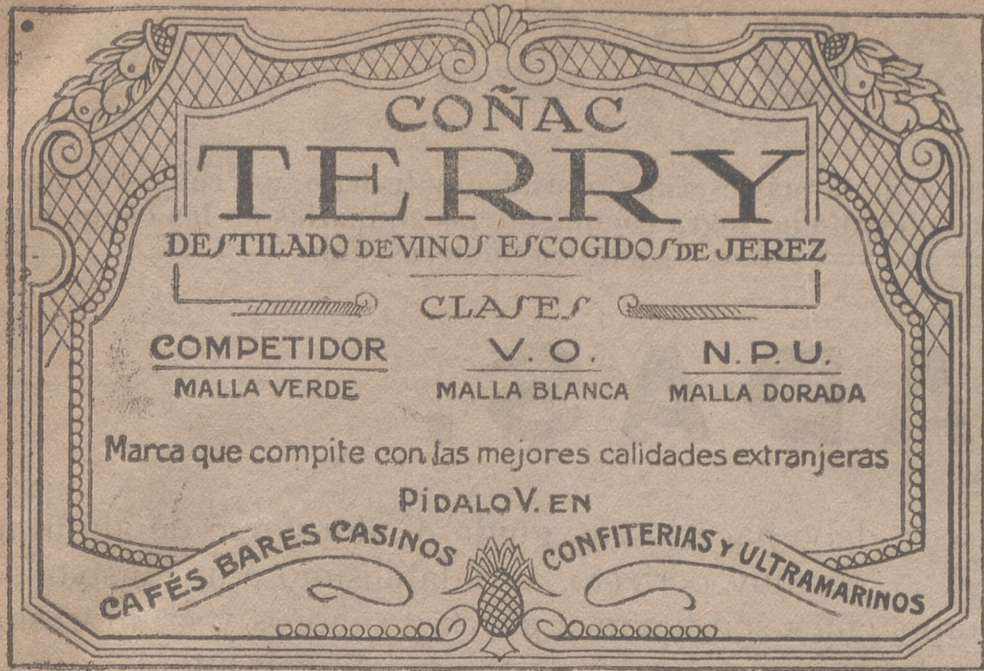 COÑAC
TERRY
DESTILADO DE VINOS ESCOGIDOS DE JEREZ
CLASES
COMPETIDOR
MALLA VERDE
V. O.
MALLA BLANCA
N. P. U.
MALLA DORADA
Marca que compite con las mejores calidades extranjeras
PÍDALO V. EN
CAFÉS BARES CASINOS
CONFITERIAS Y ULTRAMARINOS